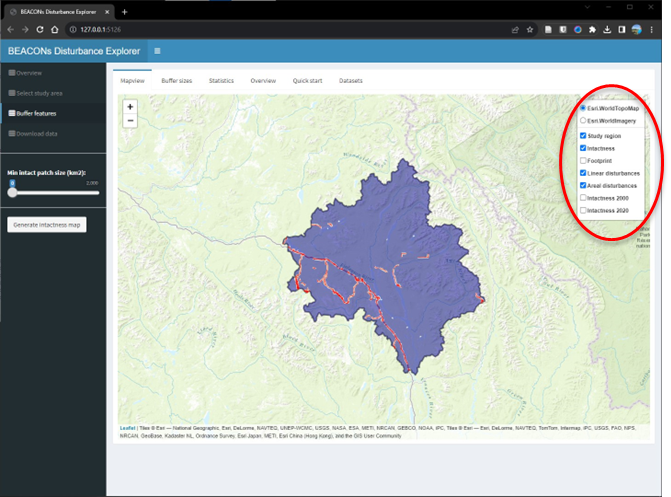 BEACONs Disturbance Explorer
127.0.0.1:5126
BEACONs Disturbance Explorer
Overview
Select study area
Buffer features
Download data
Min intact patch size (km2):
0
2,000
Generate intactness map
Mapview
Buffer sizes
Statistics
Overview
Quick start
Datasets
+
−
Esri.WorldTopoMap
Esri.WorldImagery
Study region
Intactness
Footprint
Linear disturbances
Areal disturbances
Intactness 2000
Intactness 2020
Leaflet | Tiles © Esri — National Geographic, Esri, DeLorme, NAVTEQ, UNEP-WCMC, USGS, NASA, ESA, METI, NRCAN, GEBCO, NOAA, iPC, Tiles © Esri — Esri, DeLorme, NAVTEQ, TomTom, Intermap, iPC, USGS, FAO, NPS,
NRCAN, GeoBase, Kadaster NL, Ordnance Survey, Esri Japan, METI, Esri China (Hong Kong), and the GIS User Community